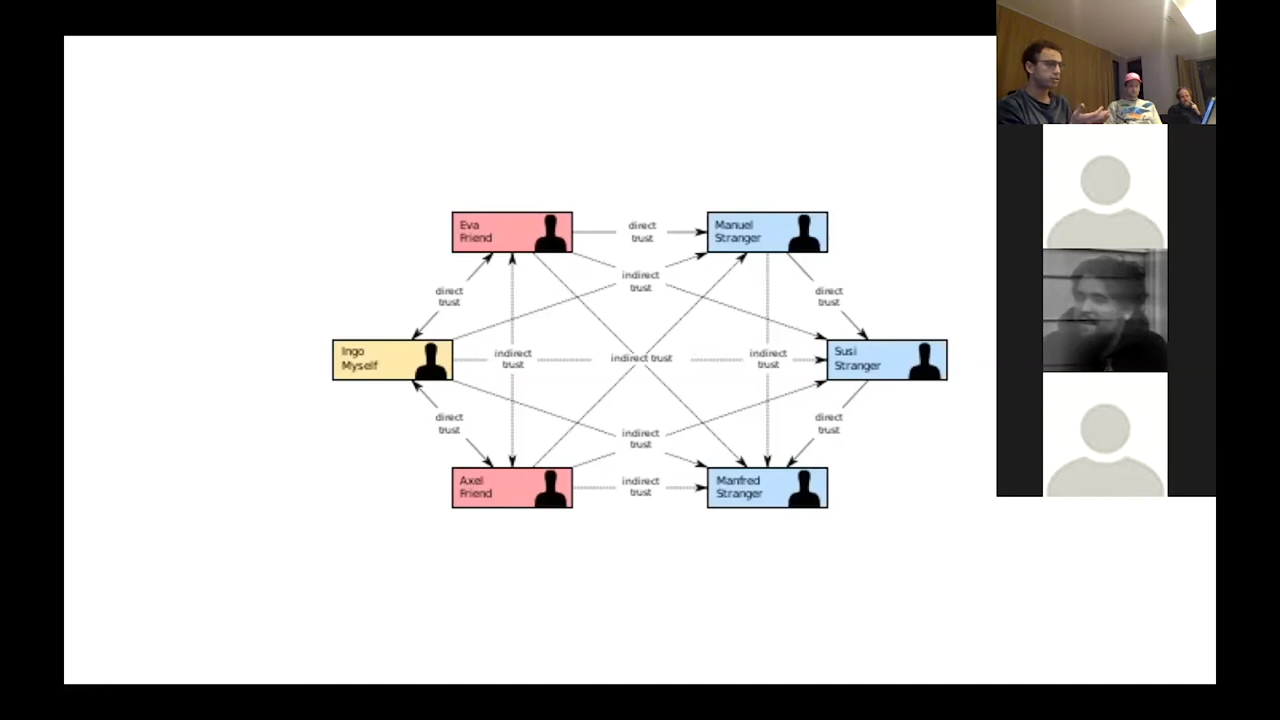 Eva
Friend
direct
trust
Manuel
Stranger
indirect
trust
direct
trust
direct
trust
Ingo
Myself
indirect
trust
indirect trust
indirect
trust
Susi
Stranger
direct
trust
indirect
trust
direct
trust
Axel
Friend
indirect
trust
Manfred
Stranger